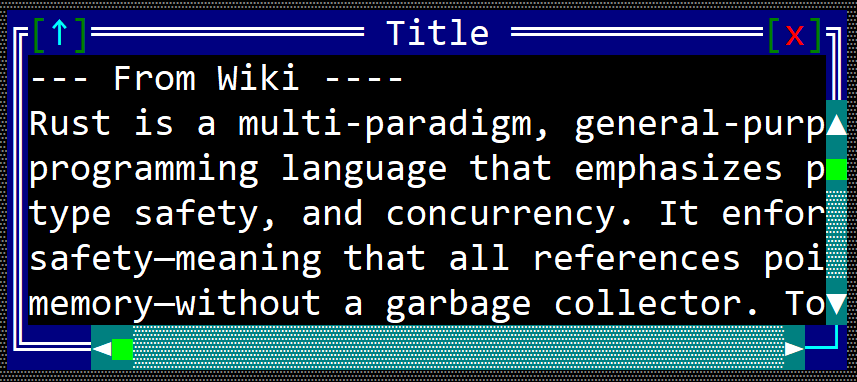 [↑] Title [x]
--- From Wiki ----
Rust is a multi-paradigm, general-purp
programming language that emphasizes p
type safety, and concurrency. It enfor
safety—meaning that all references poi
memory—without a garbage collector. To